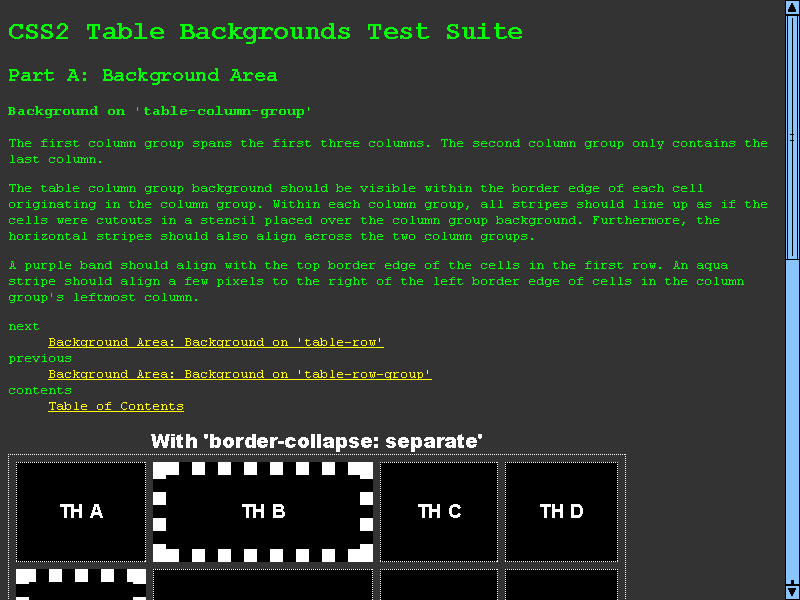 CSS2 Table Backgrounds Test Suite
Part A: Background Area
Background on 'table-column-group'
The first column group spans the first three columns. The second column group only contains the
last column.
The table column group background should be visible within the border edge of each cell
originating in the column group. Within each column group, all stripes should line up as if the
cells were cutouts in a stencil placed over the column group background. Furthermore, the
horizontal stripes should also align across the two column groups.
A purple band should align with the top border edge of the cells in the first row. An aqua
stripe should align a few pixels to the right of the left border edge of cells in the column
group's leftmost column.
next
Background Area: Background on 'table-row'
previous
Background Area: Background on 'table-row-group'
contents
Table of Contents
With 'border-collapse: separate'
TH A TH B TH C TH D